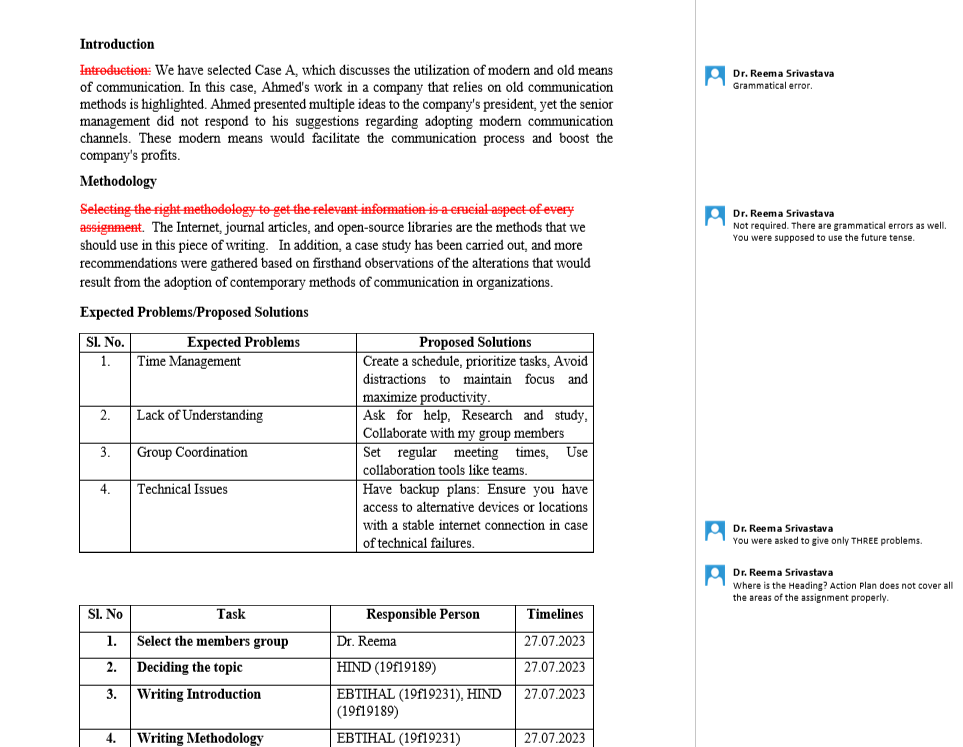 Introduction
Introduction: We have selected Case A, which discusses the utilization of modern and old means
of communication. In this case, Ahmed's work in a company that relies on old communication
methods is highlighted. Ahmed presented multiple ideas to the company's president, yet the senior
management did not respond to his suggestions regarding adopting modern communication
channels. These modern means would facilitate the communication process and boost the
company's profits.
Dr. Reema Srivastava
Grammatical error.
Methodology
Selecting the right methodology to get the relevant information is a crucial aspect of every
assignment. The Internet, journal articles, and open-source libraries are the methods that we
should use in this piece of writing. In addition, a case study has been carried out, and more
recommendations were gathered based on firsthand observations of the alterations that would
result from the adoption of contemporary methods of communication in organizations.
Dr. Reema Srivastava
Not required. There are grammatical errors as well.
You were supposed to use the future tense.
Expected Problems/Proposed Solutions
Sl. No. Expected Problems Proposed Solutions
1. Time Management Create a schedule, prioritize tasks, Avoid
distractions to maintain focus and
maximize productivity.
2. Lack of Understanding Ask for help, Research and study,
Collaborate with my group members
3. Group Coordination Set regular meeting times, Use
collaboration tools like teams.
4. Technical Issues Have backup plans: Ensure you have
access to alternative devices or locations
with a stable internet connection in case
of technical failures.
Dr. Reema Srivastava
You were asked to give only THREE problems.
Dr. Reema Srivastava
Where is the Heading? Action Plan does not cover all
the areas of the assignment properly.
Sl. No Task Responsible Person Timelines
1. Select the members group Dr. Reema 27.07.2023
2. Deciding the topic HIND (19f19189) 27.07.2023
3. Writing Introduction EBTIHAL (19f19231), HIND 27.07.2023
(19f19189)
4. Writing Methodology EBTIHAL (19f19231) 27.07.2023